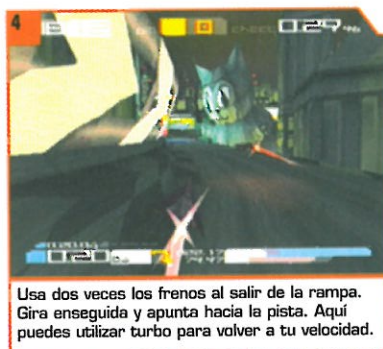 4
Usa dos veces los frenos al salir de la rampa.
Gira enseguida y apunta hacia la pista. Aquí
puedes utilizar turbo para volver a tu velocidad.